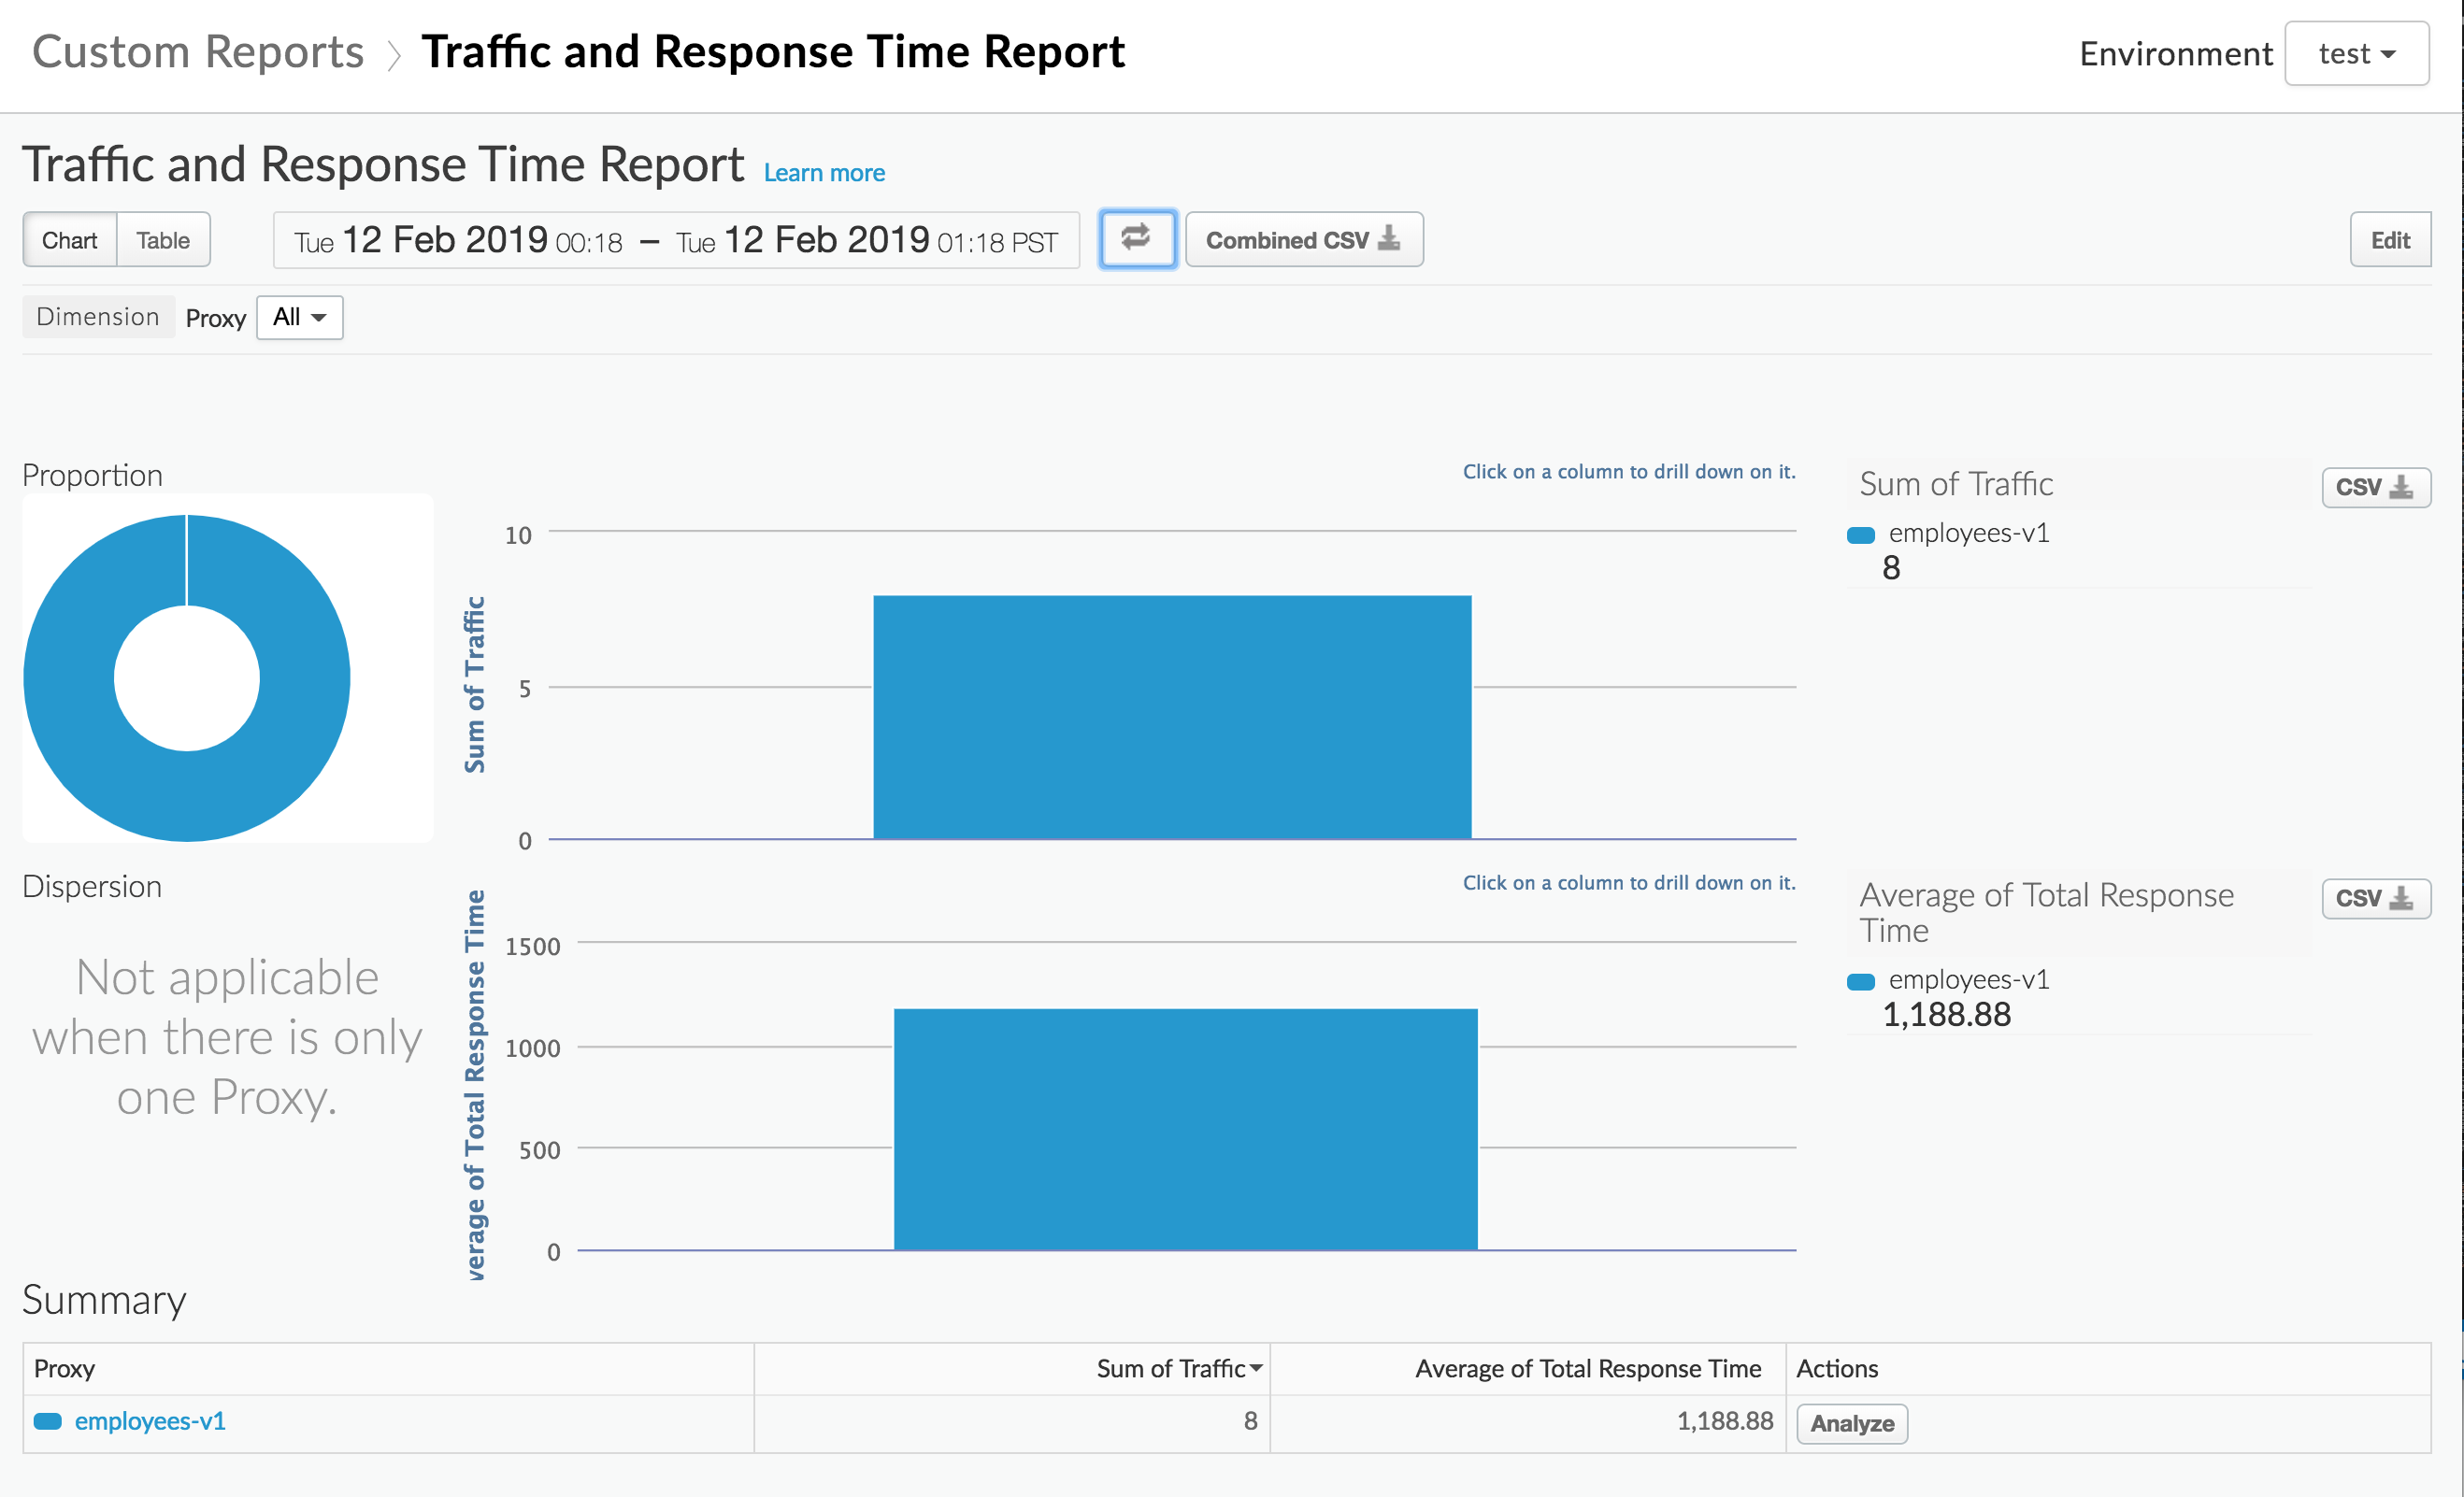 Custom Reports Traffic and Response Time Report Environment test
Traffic and Response Time Report Learn more
Chart Table Tue 12 Feb 2019 00:18 – Tue 12 Feb 2019 01:18 PST Combined CSV Edit
Dimension Proxy All
Proportion
Click on a column to drill down on it.
Sum of Traffic
10
5
0
Sum of Traffic CSV
employees-v1
8
Dispersion
Not applicable
when there is only
one Proxy.
Click on a column to drill down on it.
verage of Total Response Time
1500
1000
500
0
Average of Total Response
Time
CSV
employees-v1
1,188.88
Summary
Proxy Sum of Traffic Average of Total Response Time Actions
employees-v1 8 1,188.88 Analyze